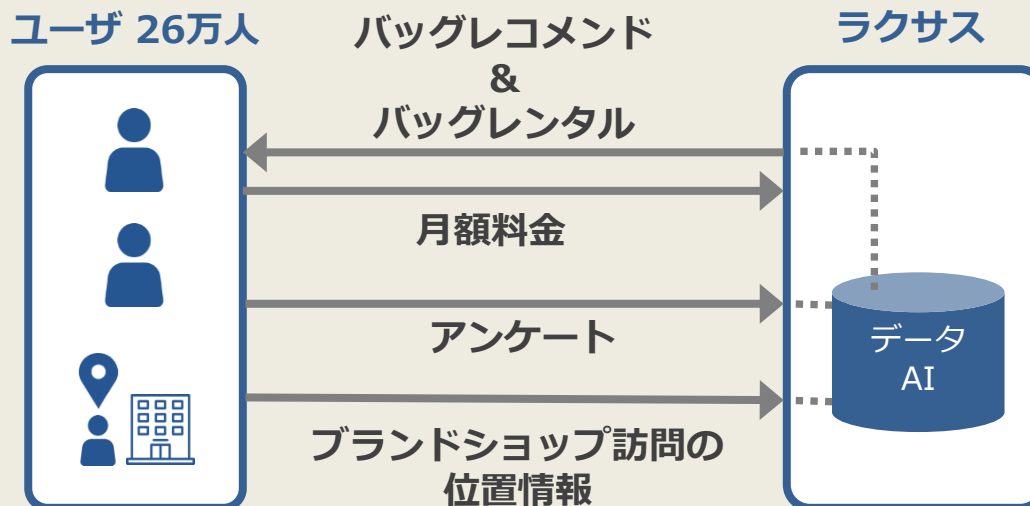 ユーザ 26万人
バッグレコメンド
&
バッグレンタル
ラクサス
月額料金
アンケート
データ
AI
ブランドショップ訪問の
位置情報